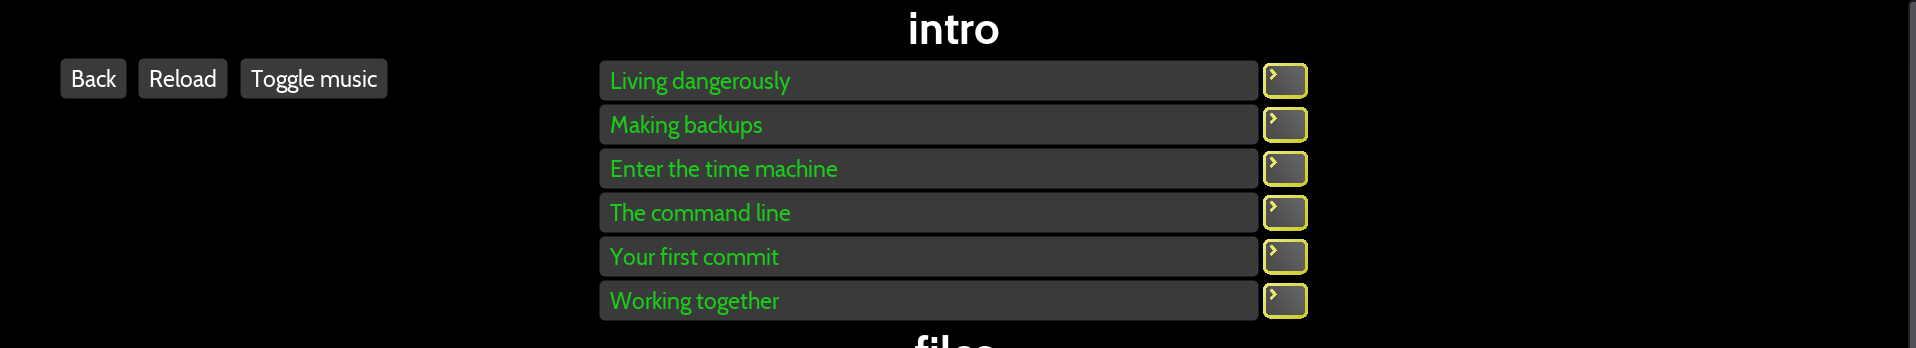 intro
Back
Reload
Toggle music
Living dangerously
Making backups
Enter the time machine
The command line
Your first commit
Working together
files